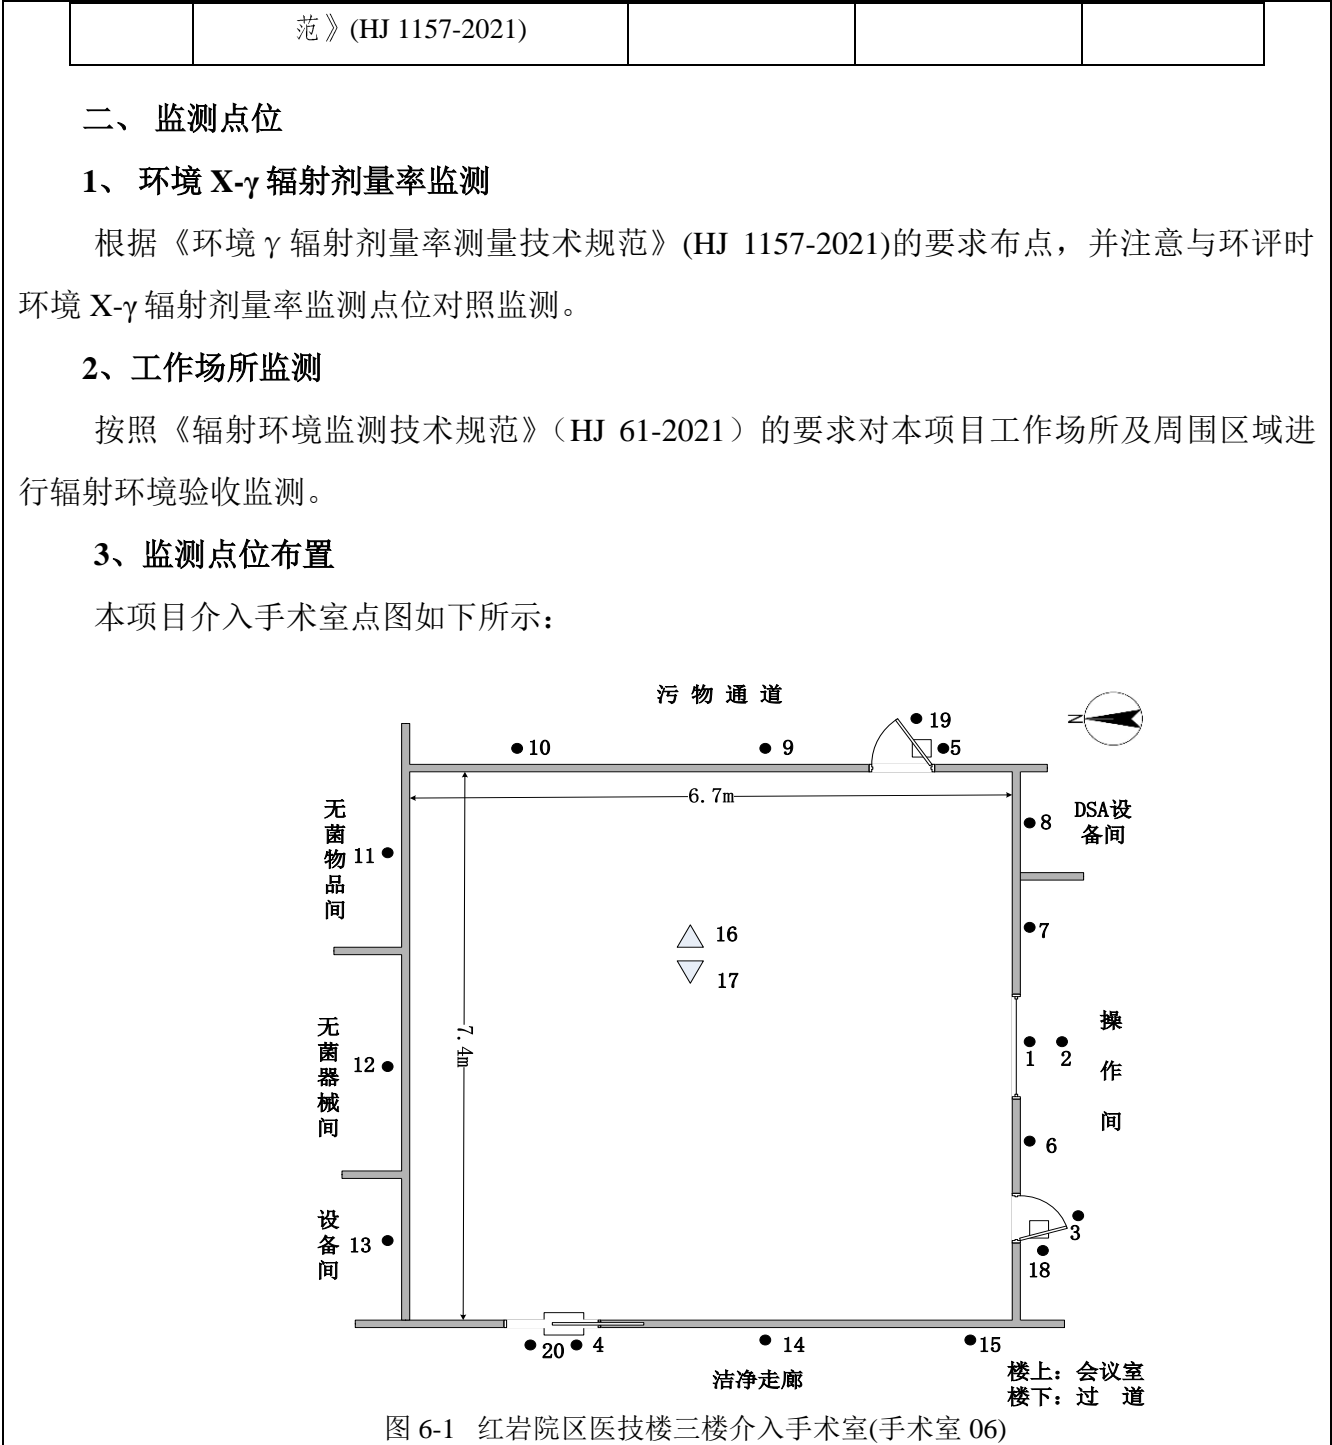 范》(HJ 1157-2021)
二、 监测点位
1、 环境 X-γ 辐射剂量率监测
根据《环境 γ 辐射剂量率测量技术规范》(HJ 1157-2021)的要求布点，并注意与环评时
环境 X-γ 辐射剂量率监测点位对照监测。
2、工作场所监测
按照《辐射环境监测技术规范》（HJ 61-2021）的要求对本项目工作场所及周围区域进
行辐射环境验收监测。
3、监测点位布置
本项目介入手术室点图如下所示：
污 物 通 道
N
19
10
9
5
6.7m
无菌物品间
DSA设
备间
8
11
16
7
17
无菌器械间
7.4m
操作间
12
1
2
6
设备间
13
3
18
20
4
14
15
洁净走廊
楼上：会议室
楼下：过 道
图 6-1 红岩院区医技楼三楼介入手术室(手术室 06)